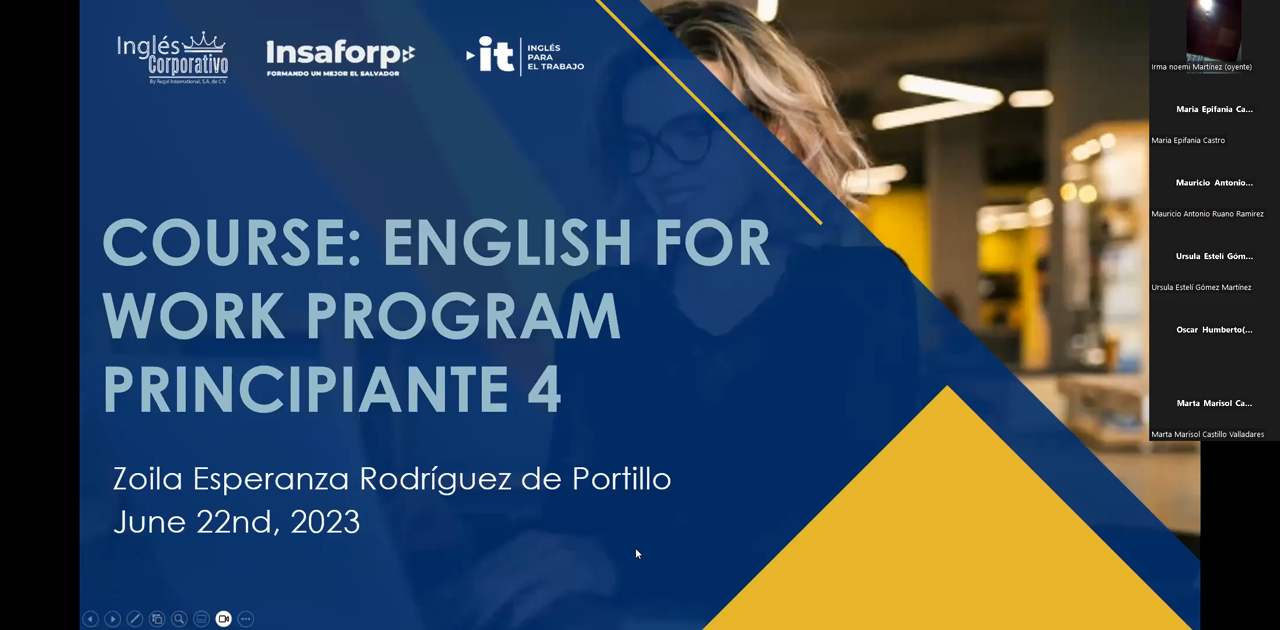 Inglés
Corporativo
By Regal International, S.A. de C.V.
Insaforp
FORMANDO UN MEJOR EL SALVADOR
it
INGLÉS
PARA
EL TRABAJO
COURSE: ENGLISH FOR
WORK PROGRAM
PRINCIPIANTE 4
Zoila Esperanza Rodríguez de Portillo
June 22nd, 2023
Irma noemi Martínez (oyente)
Maria Epifania Ca...
Maria Epifania Castro
Mauricio Antonio...
Mauricio Antonio Ruano Ramirez
Ursula Estelí Góm...
Ursula Estelí Gómez Martínez
Oscar Humberto(...
Marta Marisol Ca...
Marta Marisol Castillo Valladares